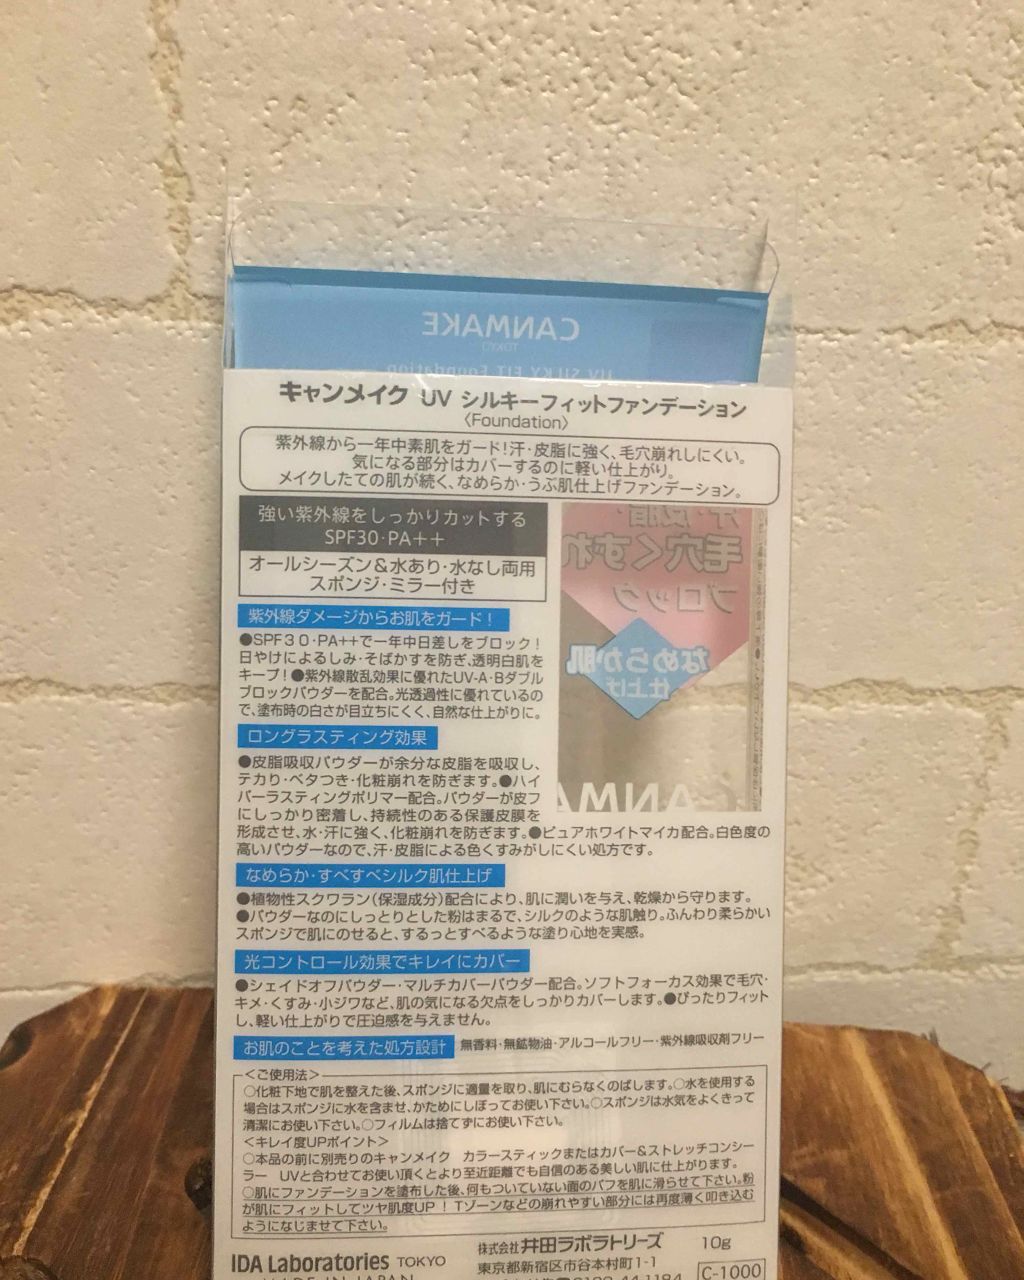 CANMAKE
TOKYO
UV SILKY FIT Foundation
キャンメイク UV シルキーフィットファンデーション
〈Foundation〉
紫外線から一年中素肌をガード!汗・皮脂に強く、毛穴崩れしにくい。
気になる部分はカバーするのに軽い仕上がり。
メイクしたての肌が続く、なめらか・うぶ肌仕上げファンデーション。
強い紫外線をしっかりカットする
SPF30・PA++
オールシーズン&水あり・水なし両用
スポンジ・ミラー付き
汗・皮脂・
毛穴くずれ
ブロック
なめらか肌
仕上げ
CANMA
紫外線ダメージからお肌をガード!
●SPF30・PA++で一年中日差しをブロック!
日やけによるしみ・そばかすを防ぎ、透明白肌を
キープ!●紫外線散乱効果に優れたUV-A・Bダブル
ブロックパウダーを配合。光透過性に優れているの
で、塗布時の白さが目立ちにくく、自然な仕上がりに。
ロングラスティング効果
●皮脂吸収パウダーが余分な皮脂を吸収し、
テカり・ベタつき・化粧崩れを防ぎます。●ハイ
パーラスティングポリマー配合。パウダーが皮フ
にしっかり密着し、持続性のある保護皮膜を
形成させ、水・汗に強く、化粧崩れを防ぎます。●ピュアホワイトマイカ配合。白色度の
高いパウダーなので、汗・皮脂による色くすみがしにくい処方です。
なめらか・すべすべシルク肌仕上げ
●植物性スクワラン(保湿成分)配合により、肌に潤いを与え、乾燥から守ります。
●パウダーなのにしっとりとした粉はまるで、シルクのような肌触り。ふんわり柔らかい
スポンジで肌にのせると、するっとすべるような塗り心地を実感。
光コントロール効果でキレイにカバー
●シェイドオフパウダー・マルチカバーパウダー配合。ソフトフォーカス効果で毛穴・
キメ・くすみ・小ジワなど、肌の気になる欠点をしっかりカバーします。●ぴったりフィット
し、軽い仕上がりで圧迫感を与えません。
お肌のことを考えた処方設計 無香料・無鉱物油・アルコールフリー・紫外線吸収剤フリー
<ご使用法>
○化粧下地で肌を整えた後、スポンジに適量を取り、肌にむらなくのばします。○水を使用する
場合はスポンジに水を含ませ、かためにしぼってお使い下さい。○スポンジは水気をよくきって
清潔にお使い下さい。○フィルムは捨てずにお使い下さい。
<キレイ度UPポイント>
○本品の前に別売りのキャンメイク カラースティックまたはカバー&ストレッチコンシー
ラー UVと合わせてお使い頂くとより至近距離でも自信のある美しい肌に仕上がります。
○肌にファンデーションを塗布した後、何もついていない面のパフを肌に滑らせて下さい。粉
が肌にフィットしてツヤ肌度UP!Tゾーンなどの崩れやすい部分には再度薄く叩き込む
ようになじませて下さい。
IDA Laboratories TOKYO
株式会社 井田ラボラトリーズ 10g
東京都新宿区市谷本村町1-1
MADE IN JAPAN
0120-44-1184
C-1000